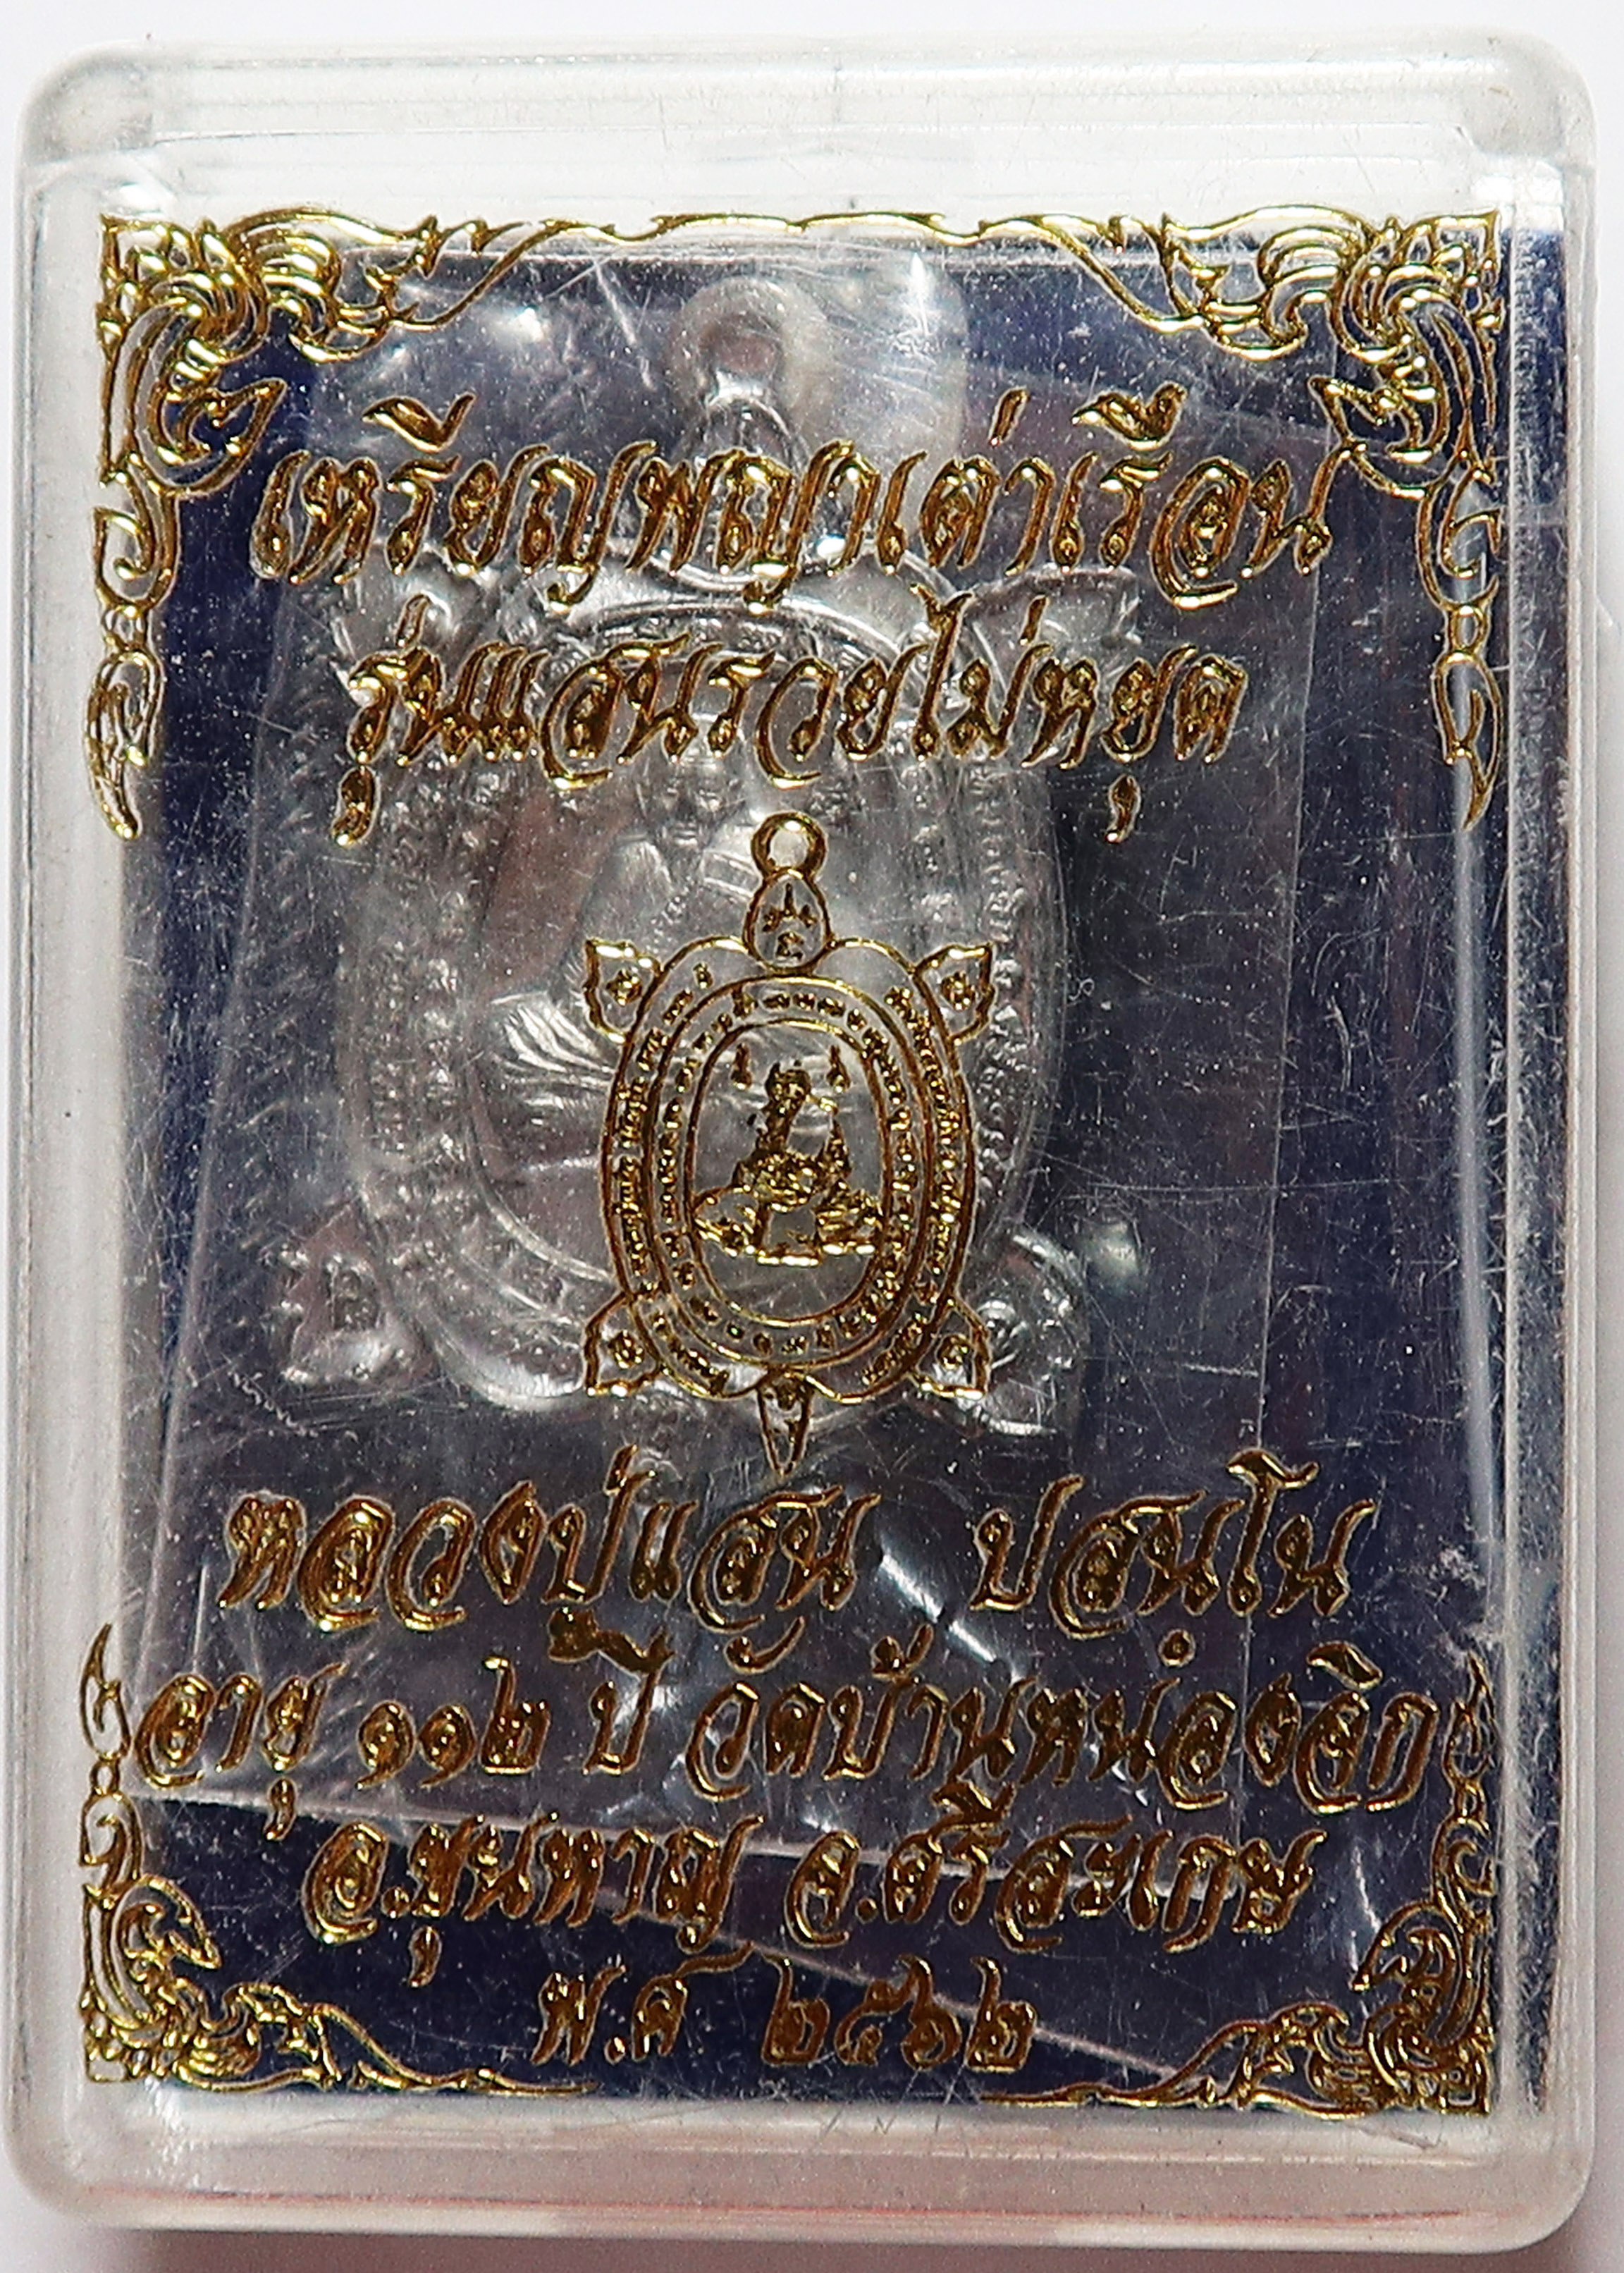 เหรียญพญาเต่าเรือน
รุ่นแสนรวยไม่หยุด
หลวงปู่แสน ปสนฺโน
อายุ ๑๑๒ ปี วัดบ้านหนองจิก
อ.ขุนหาญ จ.ศรีสะเกษ
พ.ศ ๒๕๖๒